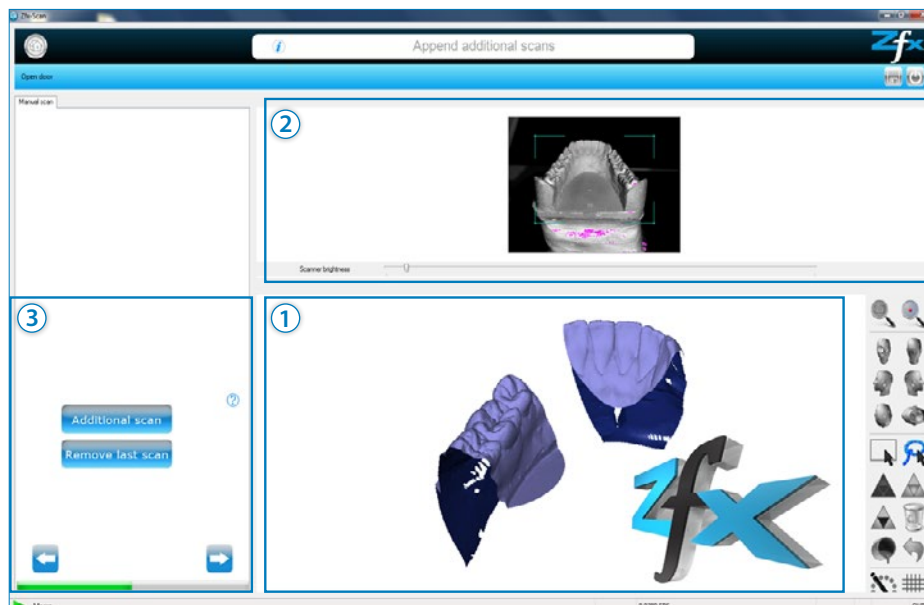 Zfx-Scan
Append additional scans
Zfx
Open door
Manual scan
2
Scanner brightness
3
1
Additional scan
Remove last scan
zfx